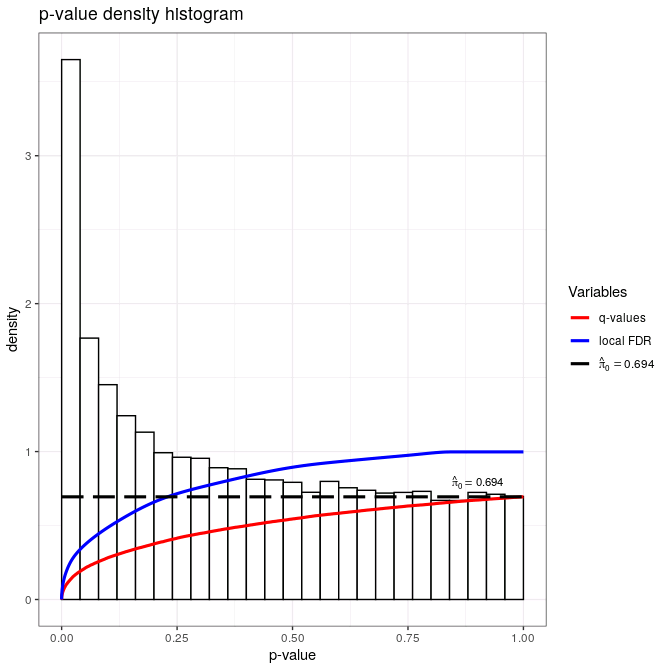 p-value density histogram
3
2
1
0
density
π̂₀ = 0.694
0.00 0.25 0.50 0.75 1.00
p-value
Variables
q-values
local FDR
π̂₀ = 0.694